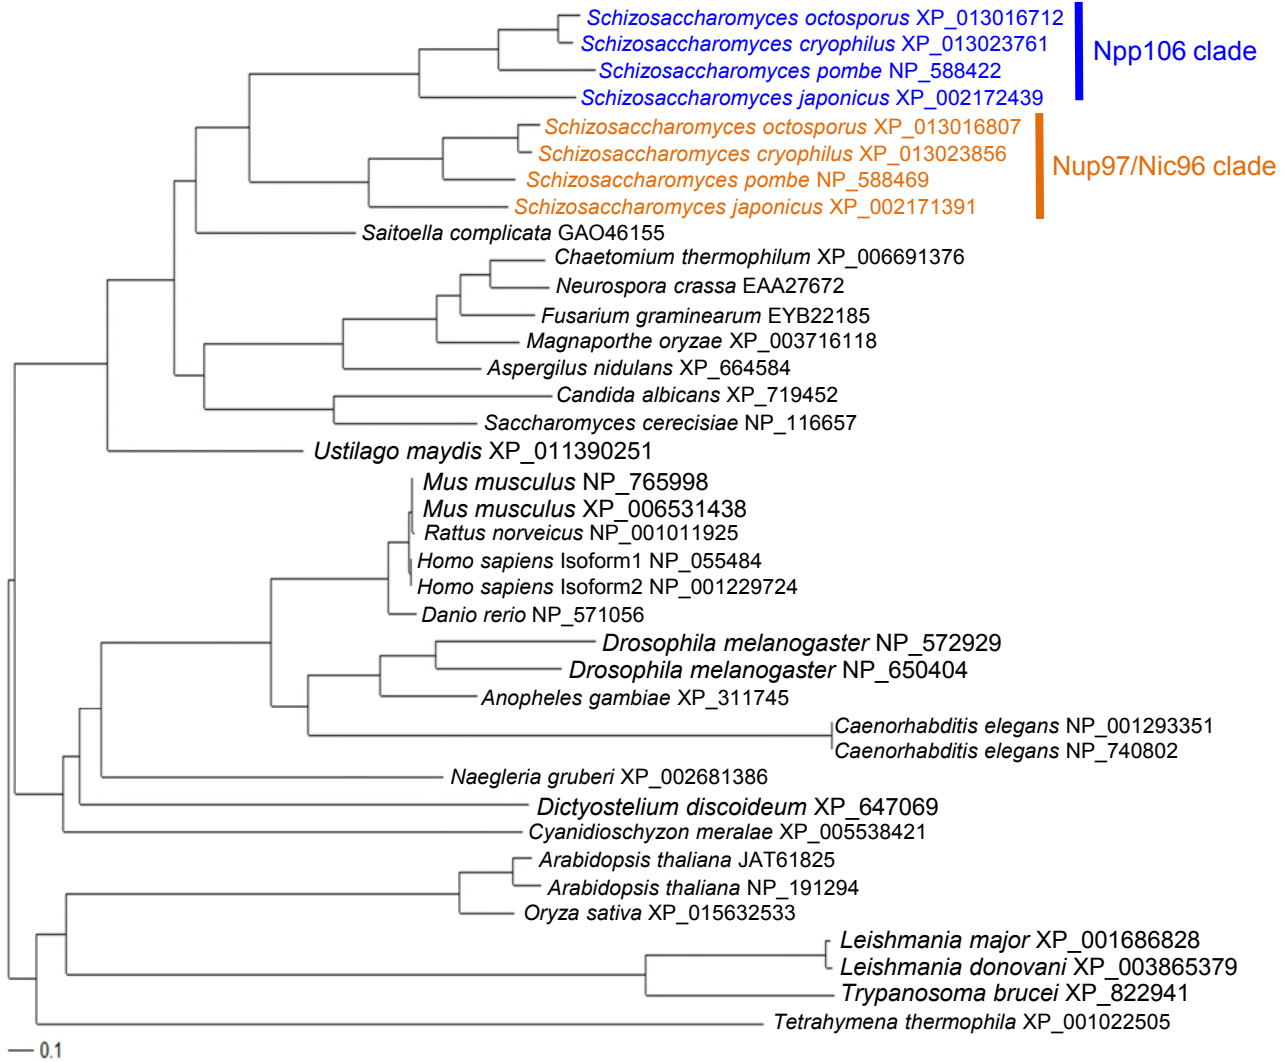 Schizosaccharomyces octosporus XP_013016712
Schizosaccharomyces cryophilus XP_013023761
Npp106 clade
Schizosaccharomyces pombe NP_588422
Schizosaccharomyces japonicus XP_002172439
Schizosaccharomyces octosporus XP_013016807
Schizosaccharomyces cryophilus XP_013023856
Nup97/Nic96 clade
Schizosaccharomyces pombe NP_588469
Schizosaccharomyces japonicus XP_002171391
Saitoella complicata GAO46155
Chaetomium thermophilum XP_006691376
Neurospora crassa EAA27672
Fusarium graminearum EYB22185
Magnaporthe oryzae XP_003716118
Aspergilus nidulans XP_664584
Candida albicans XP_719452
Saccharomyces cerecisiae NP_116657
Ustilago maydis XP_011390251
Mus musculus NP_765998
Mus musculus XP_006531438
Rattus norveicus NP_001011925
Homo sapiens Isoform1 NP_055484
Homo sapiens Isoform2 NP_001229724
Danio rerio NP_571056
Drosophila melanogaster NP_572929
Drosophila melanogaster NP_650404
Anopheles gambiae XP_311745
Caenorhabditis elegans NP_001293351
Caenorhabditis elegans NP_740802
Naegleria gruberi XP_002681386
Dictyostelium discoideum XP_647069
Cyanidioschyzon meralae XP_005538421
Arabidopsis thaliana JAT61825
Arabidopsis thaliana NP_191294
Oryza sativa XP_015632533
Leishmania major XP_001686828
Leishmania donovani XP_003865379
Trypanosoma brucei XP_822941
Tetrahymena thermophila XP_001022505
0.1